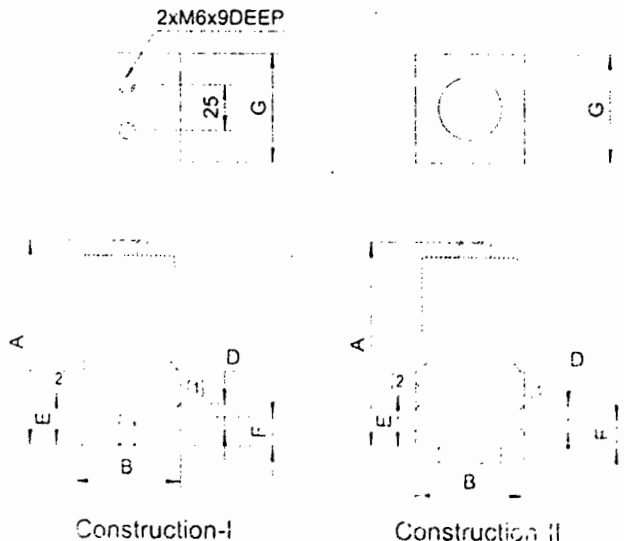 2xM6x9DEEP
25
G
G
A
2
E
(1)
D
F
B
A
(2
E
D
F
B
Construction-I
Construction II